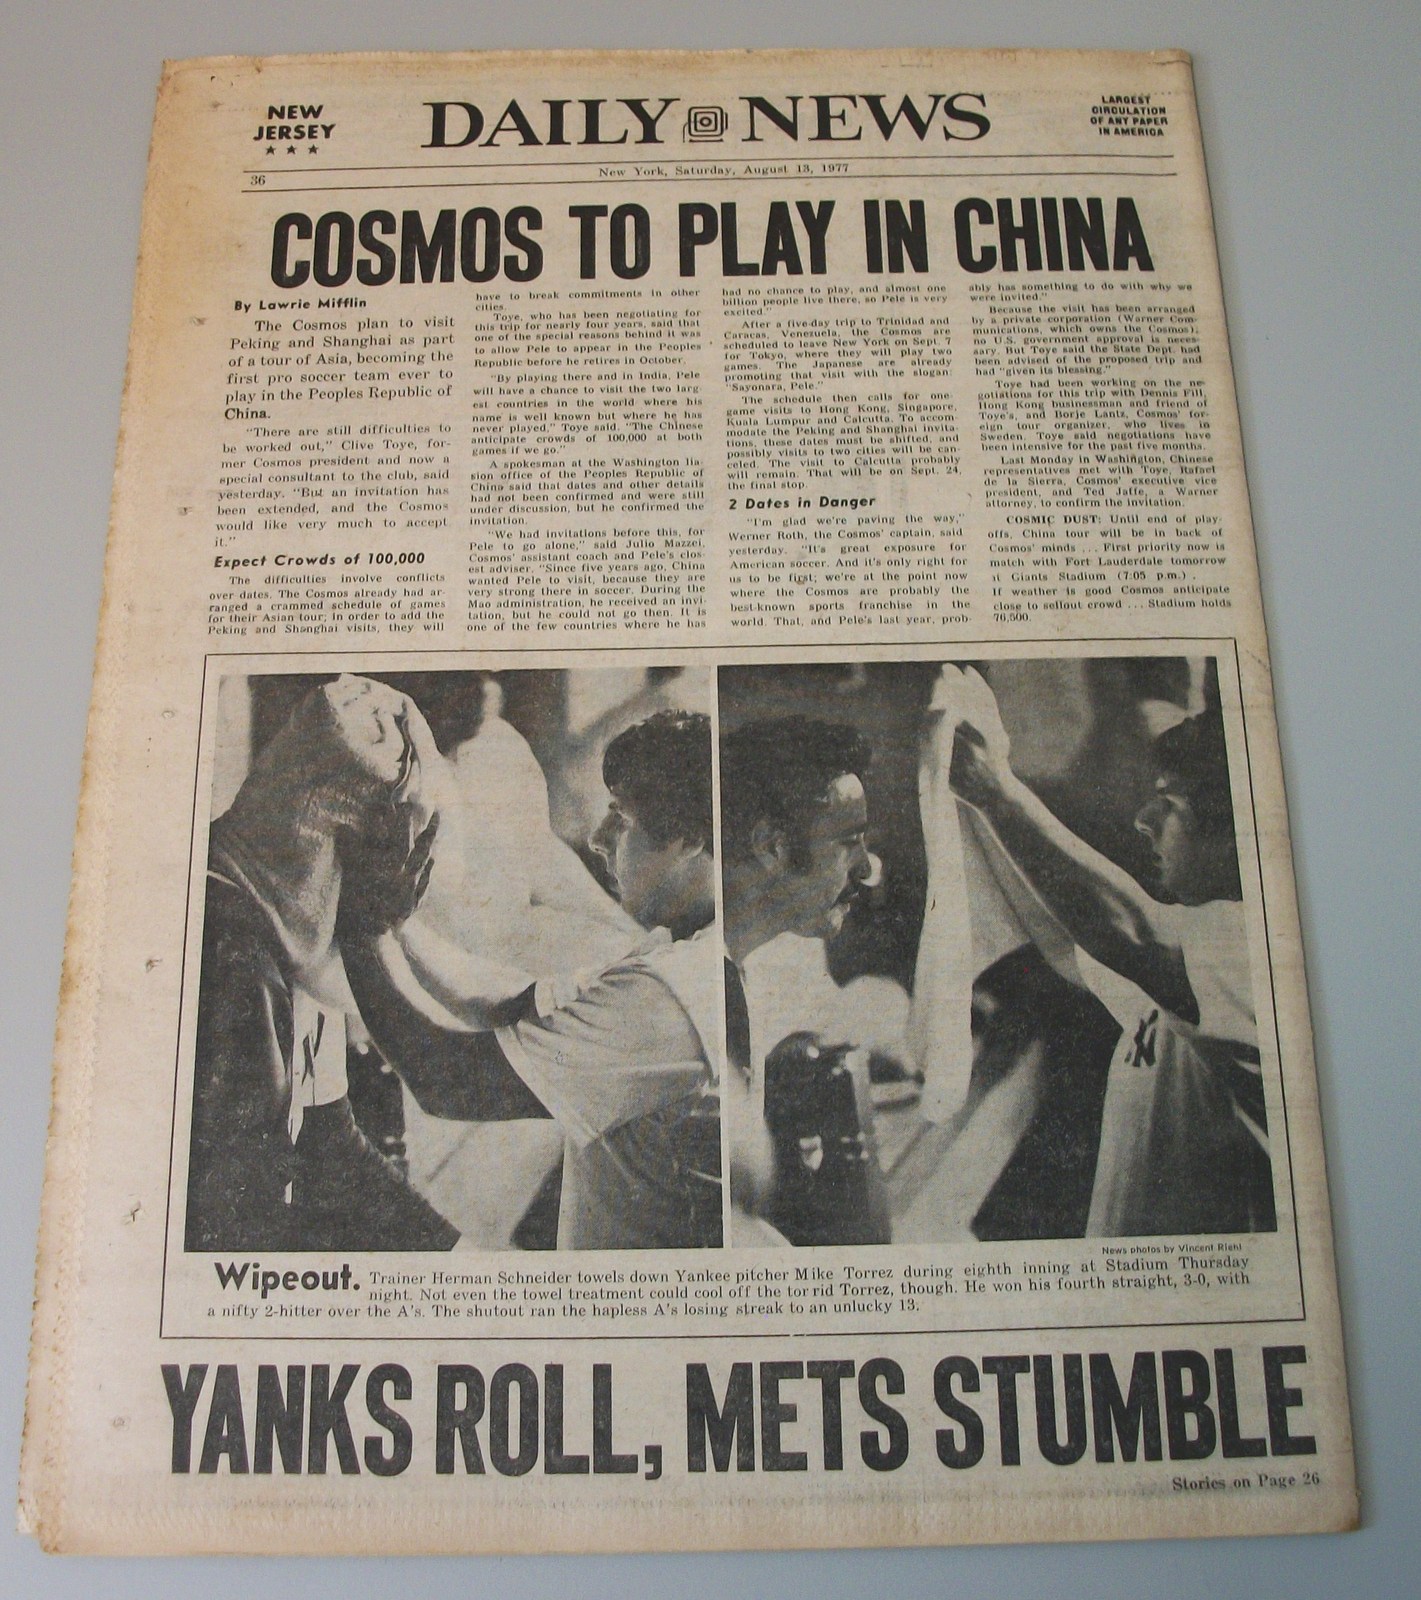 NEW
JERSEY
★ ★ ★
DAILY NEWS
LARGEST
CIRCULATION
OF ANY PAPER
IN AMERICA
36
New York, Saturday, August 13, 1977
COSMOS TO PLAY IN CHINA
By Lawrie Mifflin
The Cosmos plan to visit
Peking and Shanghai as part
of a tour of Asia, becoming the
first pro soccer team ever to
play in the Peoples Republic of
China.
"There are still difficulties to
be worked out," Clive Toye, for-
mer Cosmos president and now a
special consultant to the club, said
yesterday. "But an invitation has
been extended, and the Cosmos
would like very much to accept
it."
Expect Crowds of 100,000
The difficulties involve conflicts
over dates. The Cosmos already had ar-
ranged a crammed schedule of games
for their Asian tour; in order to add the
Peking and Shanghai visits, they will
have to break commitments in other
cities.
Toye, who has been negotiating for
this trip for nearly four years, said that
one of the special reasons behind it was
to allow Pele to appear in the Peoples
Republic before he retires in October.
"By playing there and in India, Pele
will have a chance to visit the two larg-
est countries in the world where his
name is well known but where he has
never played," Toye said. "The Chinese
anticipate crowds of 100,000 at both
games if we go."
A spokesman at the Washington lia-
sion office of the Peoples Republic of
China said that dates and other details
had not been confirmed and were still
under discussion, but he confirmed the
invitation.
"We had invitations before this, for
Pele to go alone," said Julio Mazzei,
Cosmos' assistant coach and Pele's clos-
est adviser. "Since five years ago, China
wanted Pele to visit, because they are
very strong there in soccer. During the
Mao administration, he received an invi-
tation, but he could not go then. It is
one of the few countries where he has
had no chance to play, and almost one
billion people live there, so Pele is very
excited."
After a five-day trip to Trinidad and
Caracas, Venezuela, the Cosmos are
scheduled to leave New York on Sept. 7
for Tokyo, where they will play two
games. The Japanese are already
promoting that visit with the slogan:
"Sayonara, Pele."
The schedule then calls for one-
game visits to Hong Kong, Singapore,
Kuala Lumpur and Calcutta. To accom-
modate the Peking and Shanghai invita-
tions, these dates must be shifted, and
possibly visits to two cities will be can-
celed. The visit to Calcutta probably
will remain. That will be on Sept. 24,
the final stop.
2 Dates in Danger
"I'm glad we're paving the way,"
Werner Roth, the Cosmos' captain, said
yesterday. "It's great exposure for
American soccer. And it's only right for
us to be first; we're at the point now
where the Cosmos are probably the
best-known sports franchise in the
world. That, and Pele's last year, prob-
ably has something to do with why we
were invited."
Because the visit has been arranged
by a private corporation (Warner Com-
munications, which owns the Cosmos),
no U.S. government approval is neces-
sary. But Toye said the State Dept. had
been advised of the proposed trip and
had "given its blessing."
Toye had been working on the ne-
gotiations for this trip with Dennis Fill,
Hong Kong businessman and friend of
Toye's, and Borje Lantz, Cosmos' for-
eign tour organizer, who lives in
Sweden. Toye said negotiations have
been intensive for the past five months.
Last Monday in Washington, Chinese
representatives met with Toye, Rafael
de la Sierra, Cosmos' executive vice
president, and Ted Jaffe, a Warner
attorney, to confirm the invitation.
COSMIC DUST: Until end of play-
offs, China tour will be in back of
Cosmos' minds ... First priority now is
match with Fort Lauderdale tomorrow
at Giants Stadium (7:05 p.m.) .
If weather is good Cosmos anticipate
close to sellout crowd ... Stadium holds
76,500.
News photos by Vincent Riehl
Wipeout. Trainer Herman Schneider towels down Yankee pitcher Mike Torrez during eighth inning at Stadium Thursday
night. Not even the towel treatment could cool off the torrid Torrez, though. He won his fourth straight, 3-0, with
a nifty 2-hitter over the A's. The shutout ran the hapless A's losing streak to an unlucky 13.
YANKS ROLL, METS STUMBLE
Stories on Page 26